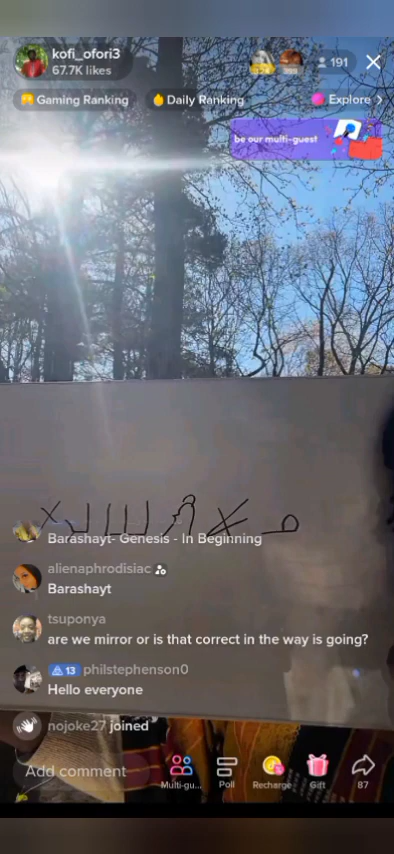 kofi_ofori3
67.7K likes
191
Gaming Ranking
Daily Ranking
Explore >
be our multi-guest
Barashayt- Genesis - In Beginning
alienaphrodisiac
Barashayt
tsuponya
are we mirror or is that correct in the way is going?
13 philstephenson0
Hello everyone
nojoke27 joined
Add comment
Multi-gu...
Poll
Recharge
Gift
87